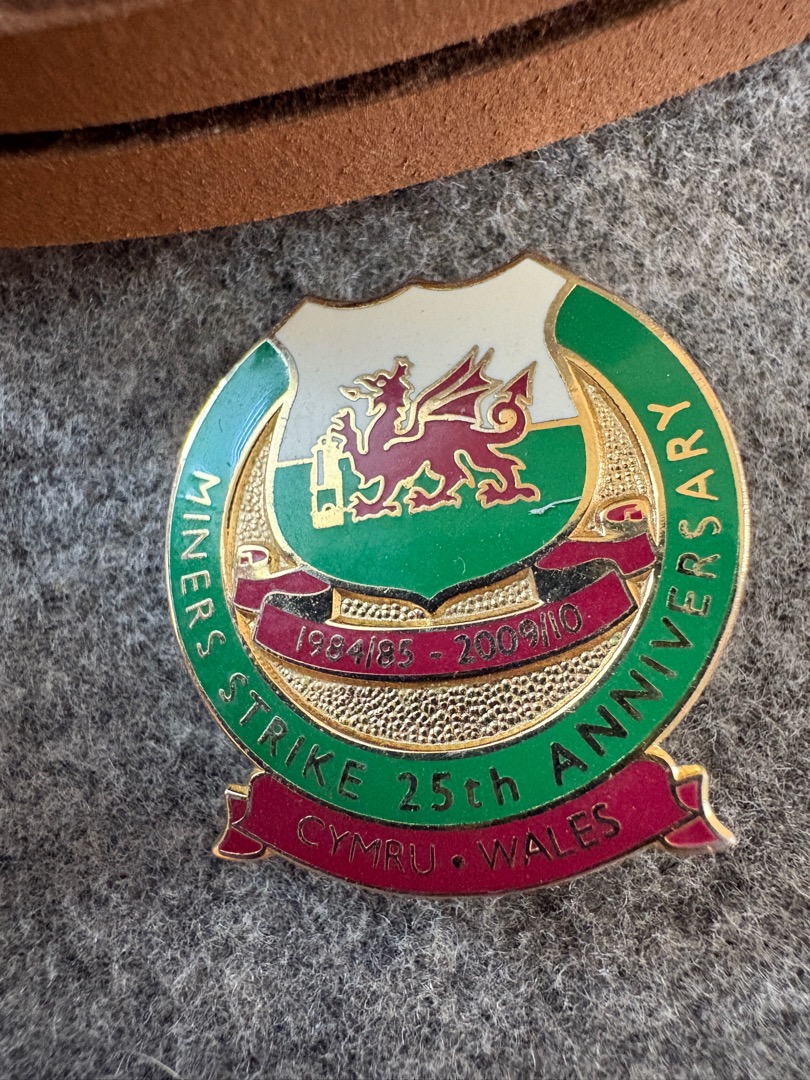 1984/85 - 2009/10
MINERS STRIKE 25th ANNIVERSARY
CYMRU • WALES